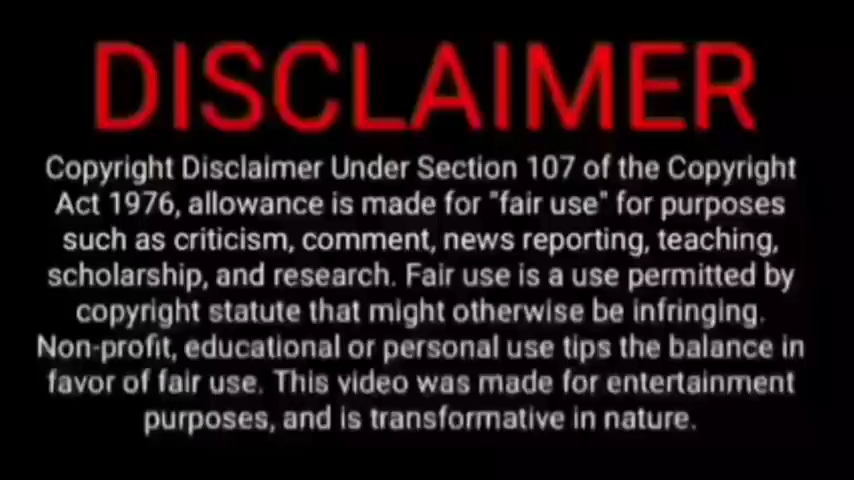 DISCLAIMER
Copyright Disclaimer Under Section 107 of the Copyright
Act 1976, allowance is made for "fair use" for purposes
such as criticism, comment, news reporting, teaching,
scholarship, and research. Fair use is a use permitted by
copyright statute that might otherwise be infringing.
Non-profit, educational or personal use tips the balance in
favor of fair use. This video was made for entertainment
purposes, and is transformative in nature.